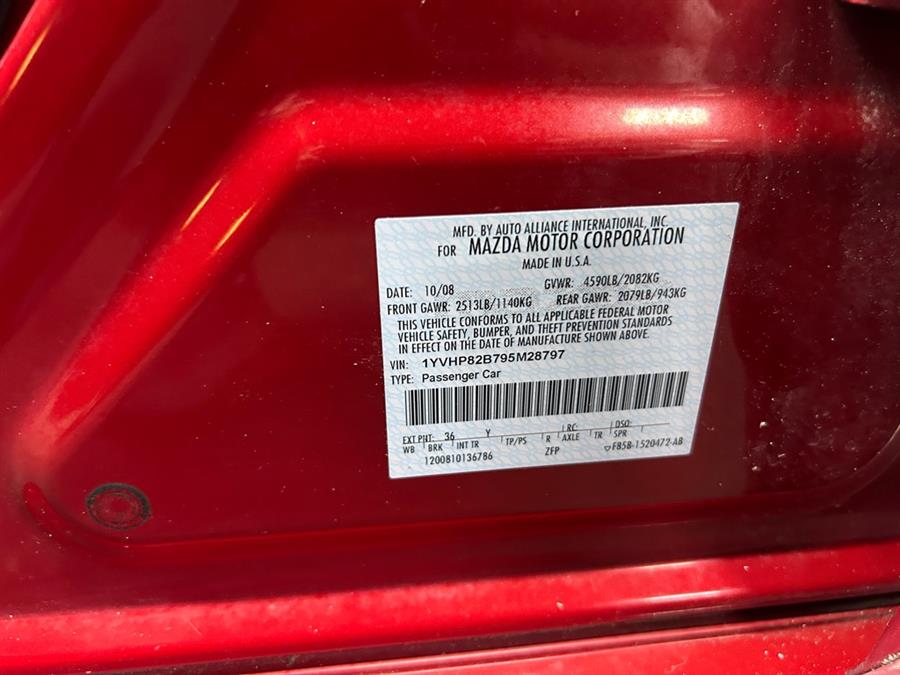 MFD. BY AUTO ALLIANCE INTERNATIONAL, INC.
FOR MAZDA MOTOR CORPORATION
MADE IN U.S.A.
DATE: 10/08 GVWR: 4590LB/2082KG
FRONT GAWR: 2513LB/1140KG REAR GAWR: 2079LB/943KG
THIS VEHICLE CONFORMS TO ALL APPLICABLE FEDERAL MOTOR
VEHICLE SAFETY, BUMPER, AND THEFT PREVENTION STANDARDS
IN EFFECT ON THE DATE OF MANUFACTURE SHOWN ABOVE.
VIN: 1YVHP82B795M28797
TYPE: Passenger Car
EXT PNT: 36 Y RC: DSO:
WB BRK INT TR TP/PS R AXLE TR SPR
1200810136786 ZFP F85B-1520472-AB